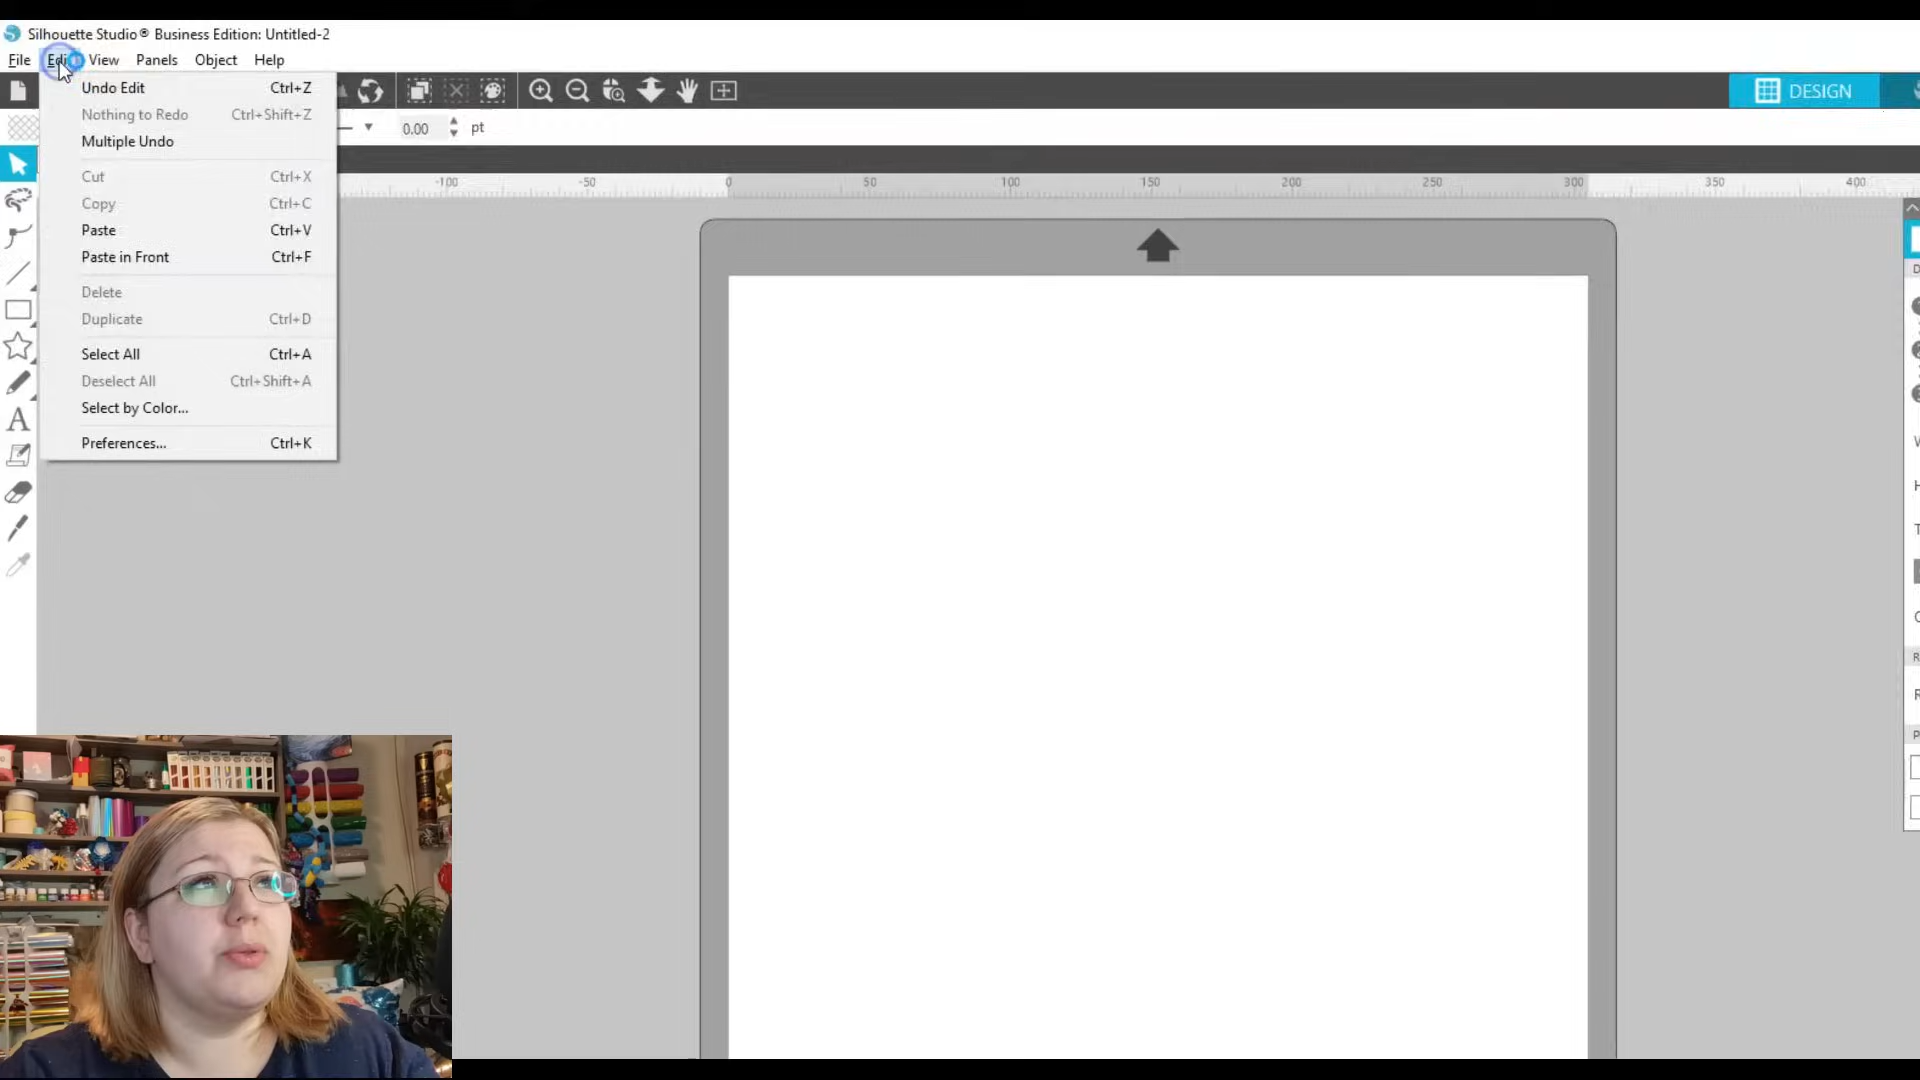 Silhouette Studio® Business Edition: Untitled-2
File Edit View Panels Object Help
Undo Edit Ctrl+Z
Nothing to Redo Ctrl+Shift+Z
Multiple Undo
Cut Ctrl+X
Copy Ctrl+C
Paste Ctrl+V
Paste in Front Ctrl+F
Delete
Duplicate Ctrl+D
Select All Ctrl+A
Deselect All Ctrl+Shift+A
Select by Color...
Preferences... Ctrl+K
DESIGN
0.00 pt
-100 -50 0 50 100 150 200 250 300 350 400
A